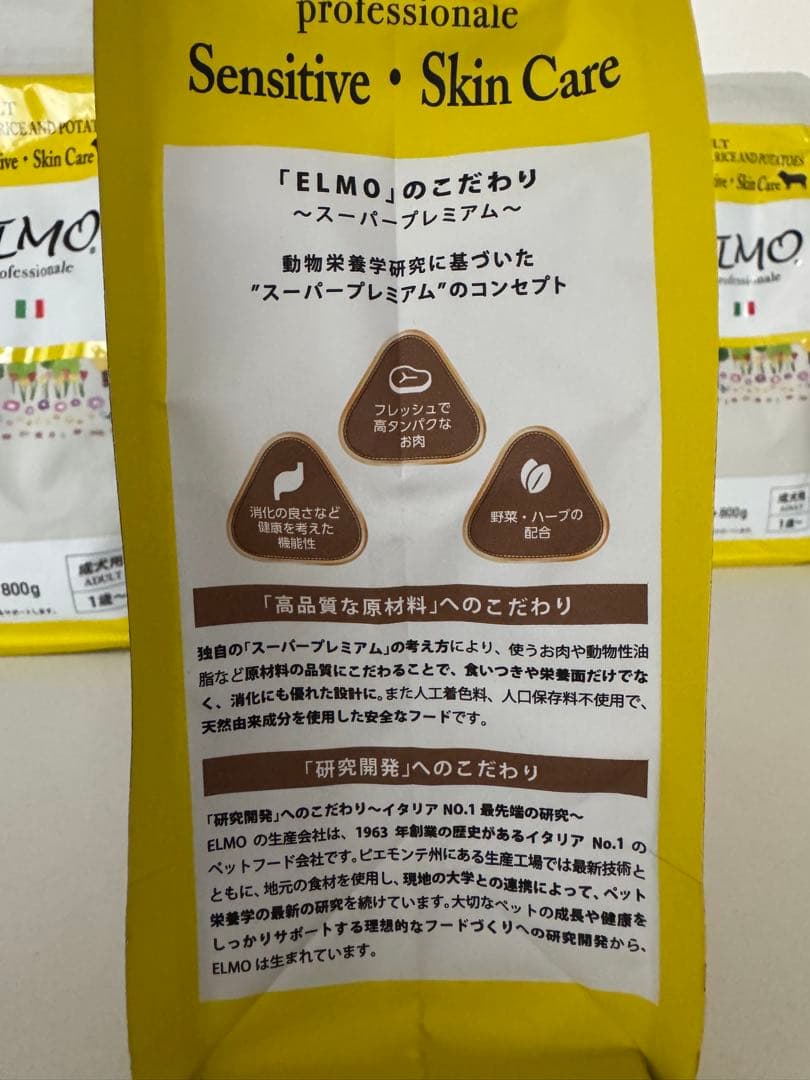 professionale
Sensitive・Skin Care
「ELMO」のこだわり
～スーパープレミアム～
動物栄養学研究に基づいた
"スーパープレミアム"のコンセプト
フレッシュで
高タンパクな
お肉
消化の良さなど
健康を考えた
機能性
野菜・ハーブの
配合
「高品質な原材料」へのこだわり
独自の「スーパープレミアム」の考え方により、使うお肉や動物性油
脂など原材料の品質にこだわることで、食いつきや栄養面だけでな
く、消化にも優れた設計に。また人工着色料、人口保存料不使用で、
天然由来成分を使用した安全なフードです。
「研究開発」へのこだわり
「研究開発」へのこだわり～イタリア NO.1 最先端の研究～
ELMO の生産会社は、1963 年創業の歴史があるイタリア No.1 の
ペットフード会社です。ピエモンテ州にある生産工場では最新技術と
ともに、地元の食材を使用し、現地の大学との連携によって、ペット
栄養学の最新の研究を続けています。大切なペットの成長や健康を
しっかりサポートする理想的なフードづくりへの研究開発から、
ELMO は生まれています。
LT
RICE AND POTAT
ive・Skin Care
LMO
ofessionale
800g
成犬用
ADULT
1歳～
LT
RICE AND POTATOES
ive・Skin Care
LMO
800g
成犬用
ADULT
1歳～